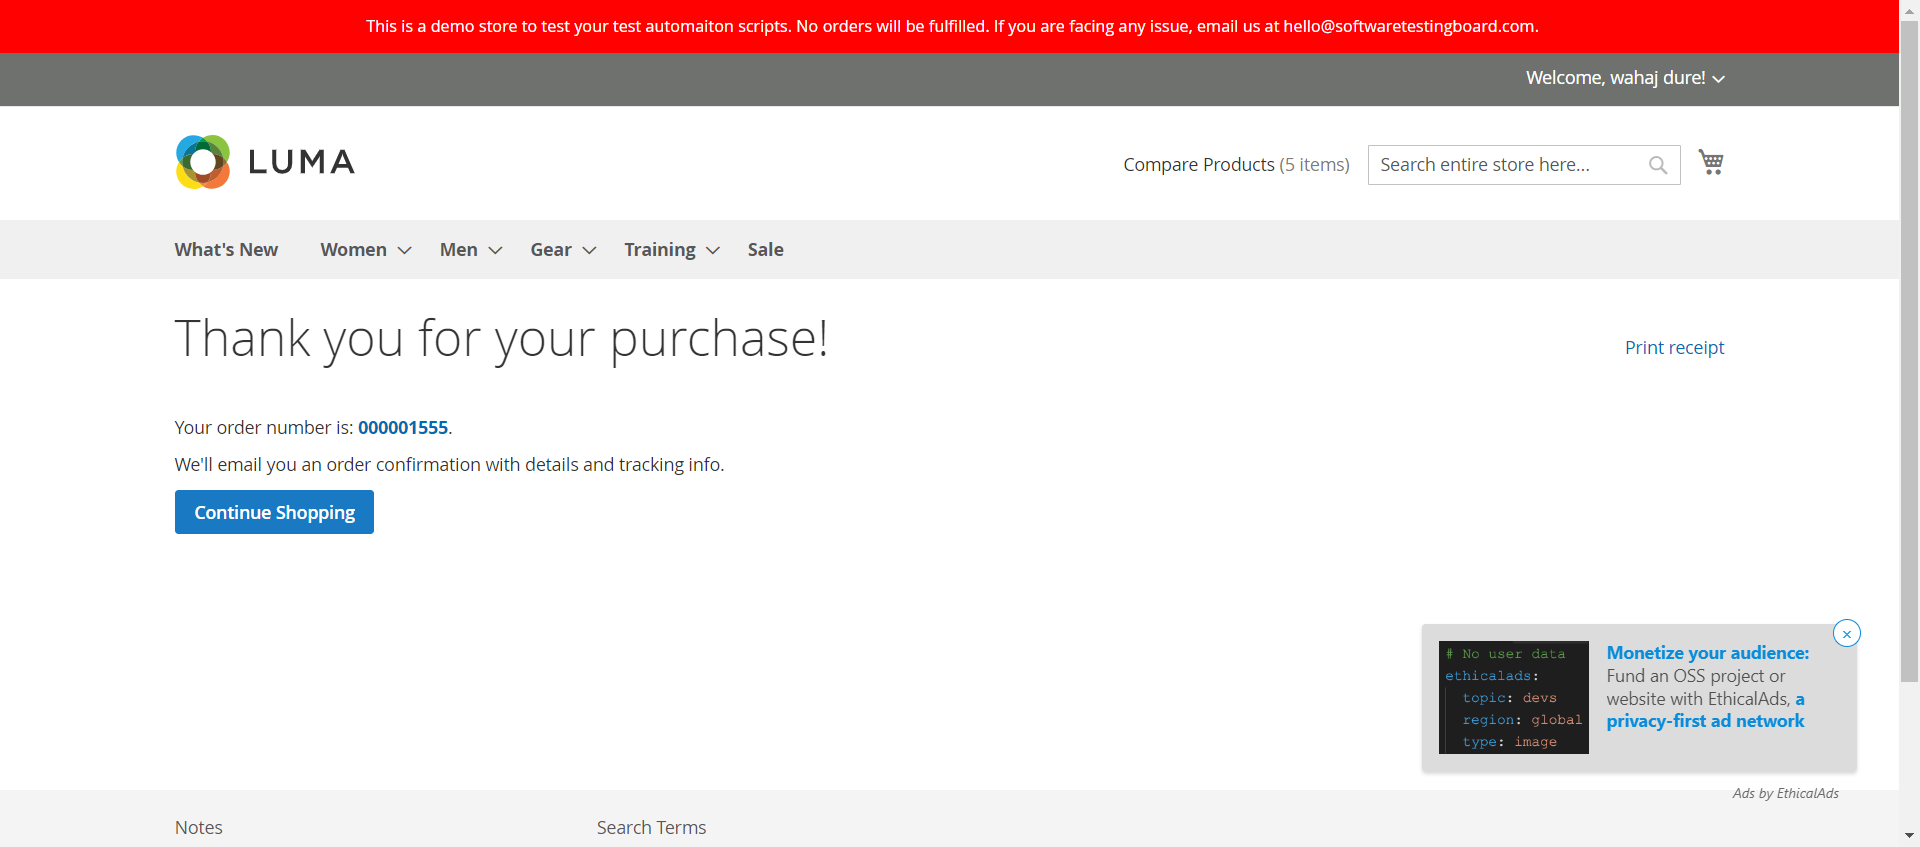 This is a demo store to test your test automaiton scripts. No orders will be fulfilled. If you are facing any issue, email us at hello@softwaretestingboard.com.
Welcome, wahaj dure!
LUMA
Compare Products (5 items)
Search entire store here...
What's New
Women
Men
Gear
Training
Sale
Thank you for your purchase!
Print receipt
Your order number is: 000001555.
We'll email you an order confirmation with details and tracking info.
Continue Shopping
# No user data
ethicalads:
topic: devs
region: global
type: image
Monetize your audience:
Fund an OSS project or
website with EthicalAds, a
privacy-first ad network
Ads by EthicalAds
Notes
Search Terms